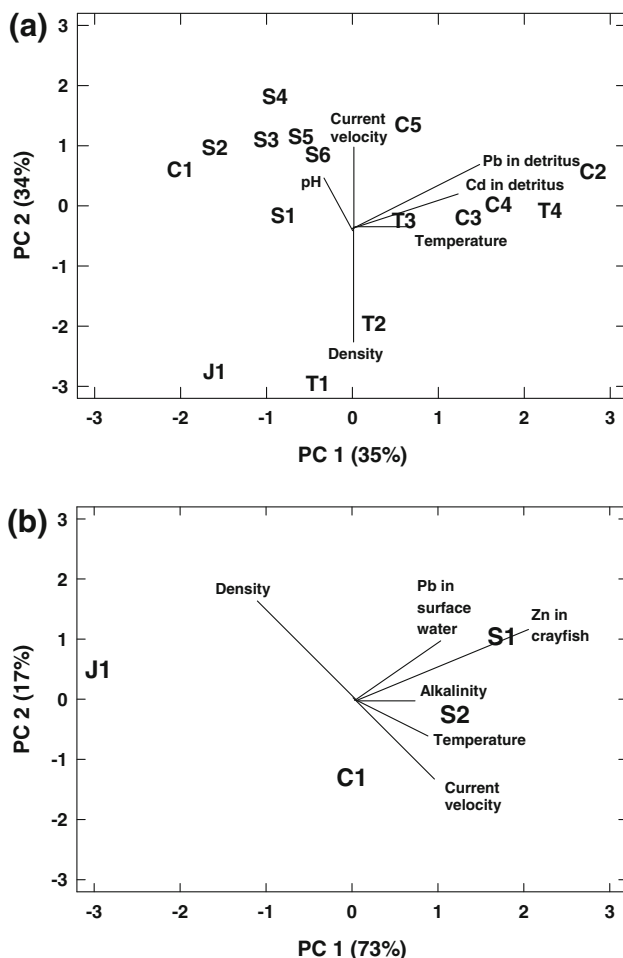 (a)
3
2
1
0
-1
-2
-3
PC 2 (34%)
S4
Current
velocity
C5
S2
S3
S5
S6
C1
pH
Pb in detritus
C2
Cd in detritus
S1
T3
C3
C4
T4
Temperature
T2
Density
J1
T1
-3
-2
-1
0
1
2
3
PC 1 (35%)
(b)
3
2
1
0
-1
-2
-3
PC 2 (17%)
Density
Pb in
surface
water
Zn in
crayfish
S1
J1
Alkalinity
S2
Temperature
C1
Current
velocity
-3
-2
-1
0
1
2
3
PC 1 (73%)